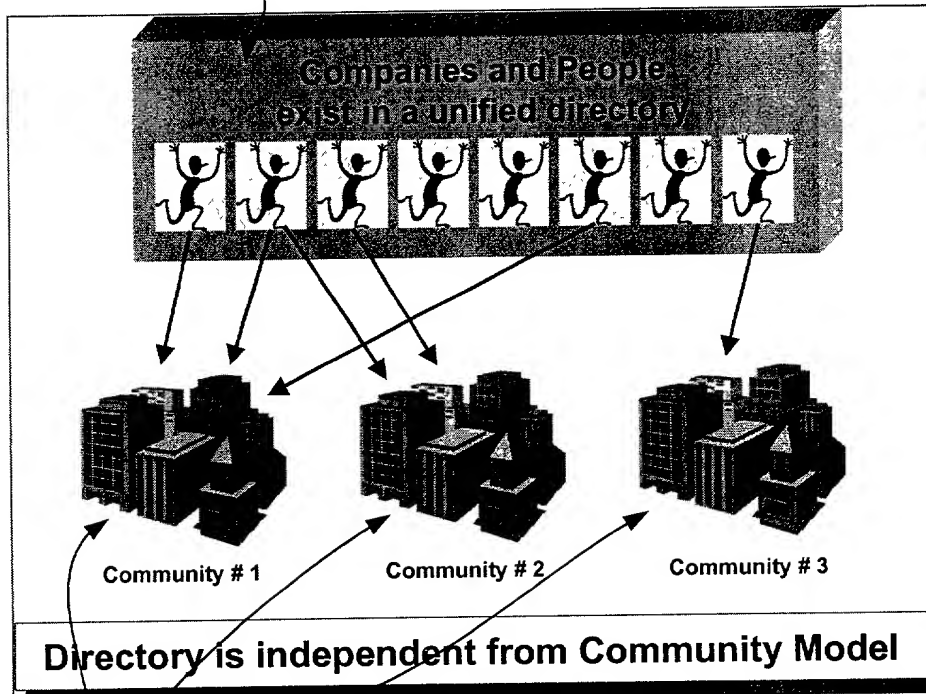 Companies and People
exist in a unified directory
Community # 1
Community # 2
Community # 3
Directory is independent from Community Model